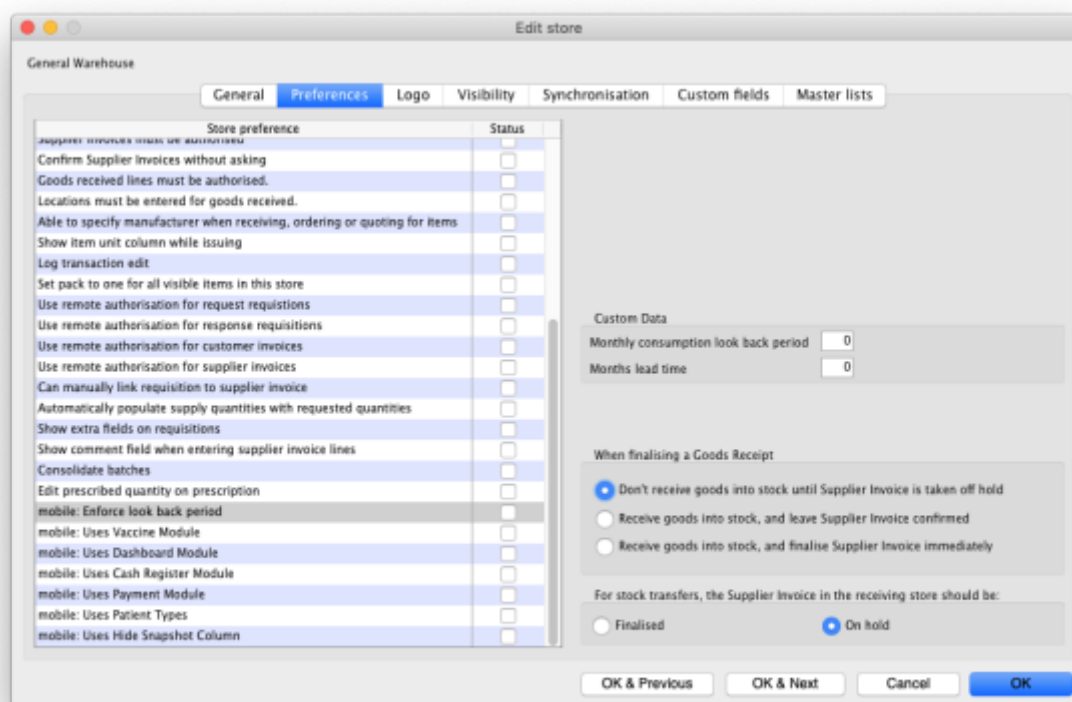 Edit store
General Warehouse
General Preferences Logo Visibility Synchronisation Custom fields Master lists
Store preference Status
Supplier invoices must be authorised
Confirm Supplier Invoices without asking
Goods received lines must be authorised.
Locations must be entered for goods received.
Able to specify manufacturer when receiving, ordering or quoting for items
Show item unit column while issuing
Log transaction edit
Set pack to one for all visible items in this store
Use remote authorisation for request requistions
Use remote authorisation for response requisitions
Use remote authorisation for customer invoices
Use remote authorisation for supplier invoices
Can manually link requisition to supplier invoice
Automatically populate supply quantities with requested quantities
Show extra fields on requisitions
Show comment field when entering supplier invoice lines
Consolidate batches
Edit prescribed quantity on prescription
mobile: Enforce look back period
mobile: Uses Vaccine Module
mobile: Uses Dashboard Module
mobile: Uses Cash Register Module
mobile: Uses Payment Module
mobile: Uses Patient Types
mobile: Uses Hide Snapshot Column
Custom Data
Monthly consumption look back period 0
Months lead time 0
When finalising a Goods Receipt
Don't receive goods into stock until Supplier Invoice is taken off hold
Receive goods into stock, and leave Supplier Invoice confirmed
Receive goods into stock, and finalise Supplier Invoice immediately
For stock transfers, the Supplier Invoice in the receiving store should be:
Finalised On hold
OK & Previous OK & Next Cancel OK